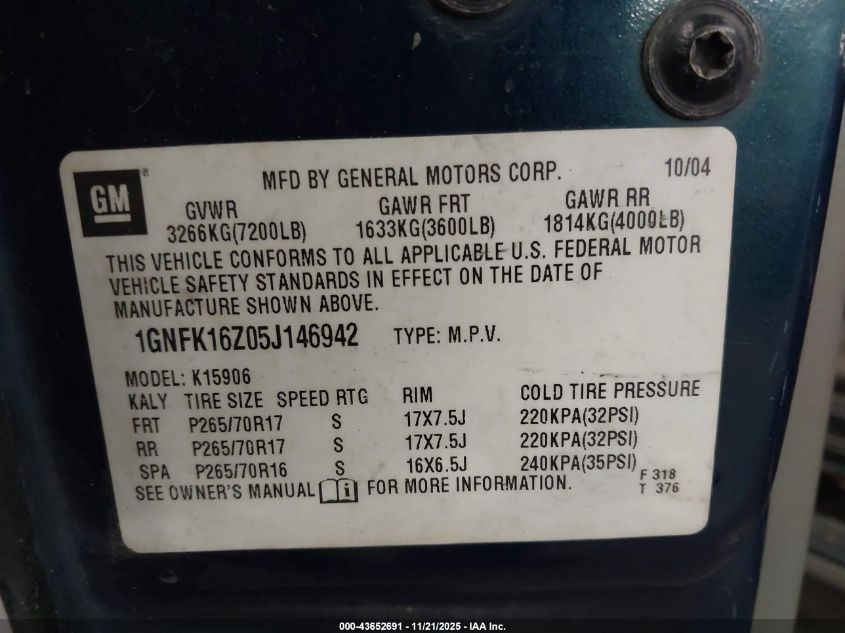 GM ®
MFD BY GENERAL MOTORS CORP. 10/04
GVWR GAWR FRT GAWR RR
3266KG(7200LB) 1633KG(3600LB) 1814KG(4000LB)
THIS VEHICLE CONFORMS TO ALL APPLICABLE U.S. FEDERAL MOTOR
VEHICLE SAFETY STANDARDS IN EFFECT ON THE DATE OF
MANUFACTURE SHOWN ABOVE.
1GNFK16Z05J146942 TYPE: M.P.V.
MODEL: K15906
KALY TIRE SIZE SPEED RTG RIM COLD TIRE PRESSURE
FRT P265/70R17 S 17X7.5J 220KPA(32PSI)
RR P265/70R17 S 17X7.5J 220KPA(32PSI)
SPA P265/70R16 S 16X6.5J 240KPA(35PSI)
F 318
SEE OWNER'S MANUAL i FOR MORE INFORMATION. T 376
000-43652691 - 11/21/2025 - IAA Inc.